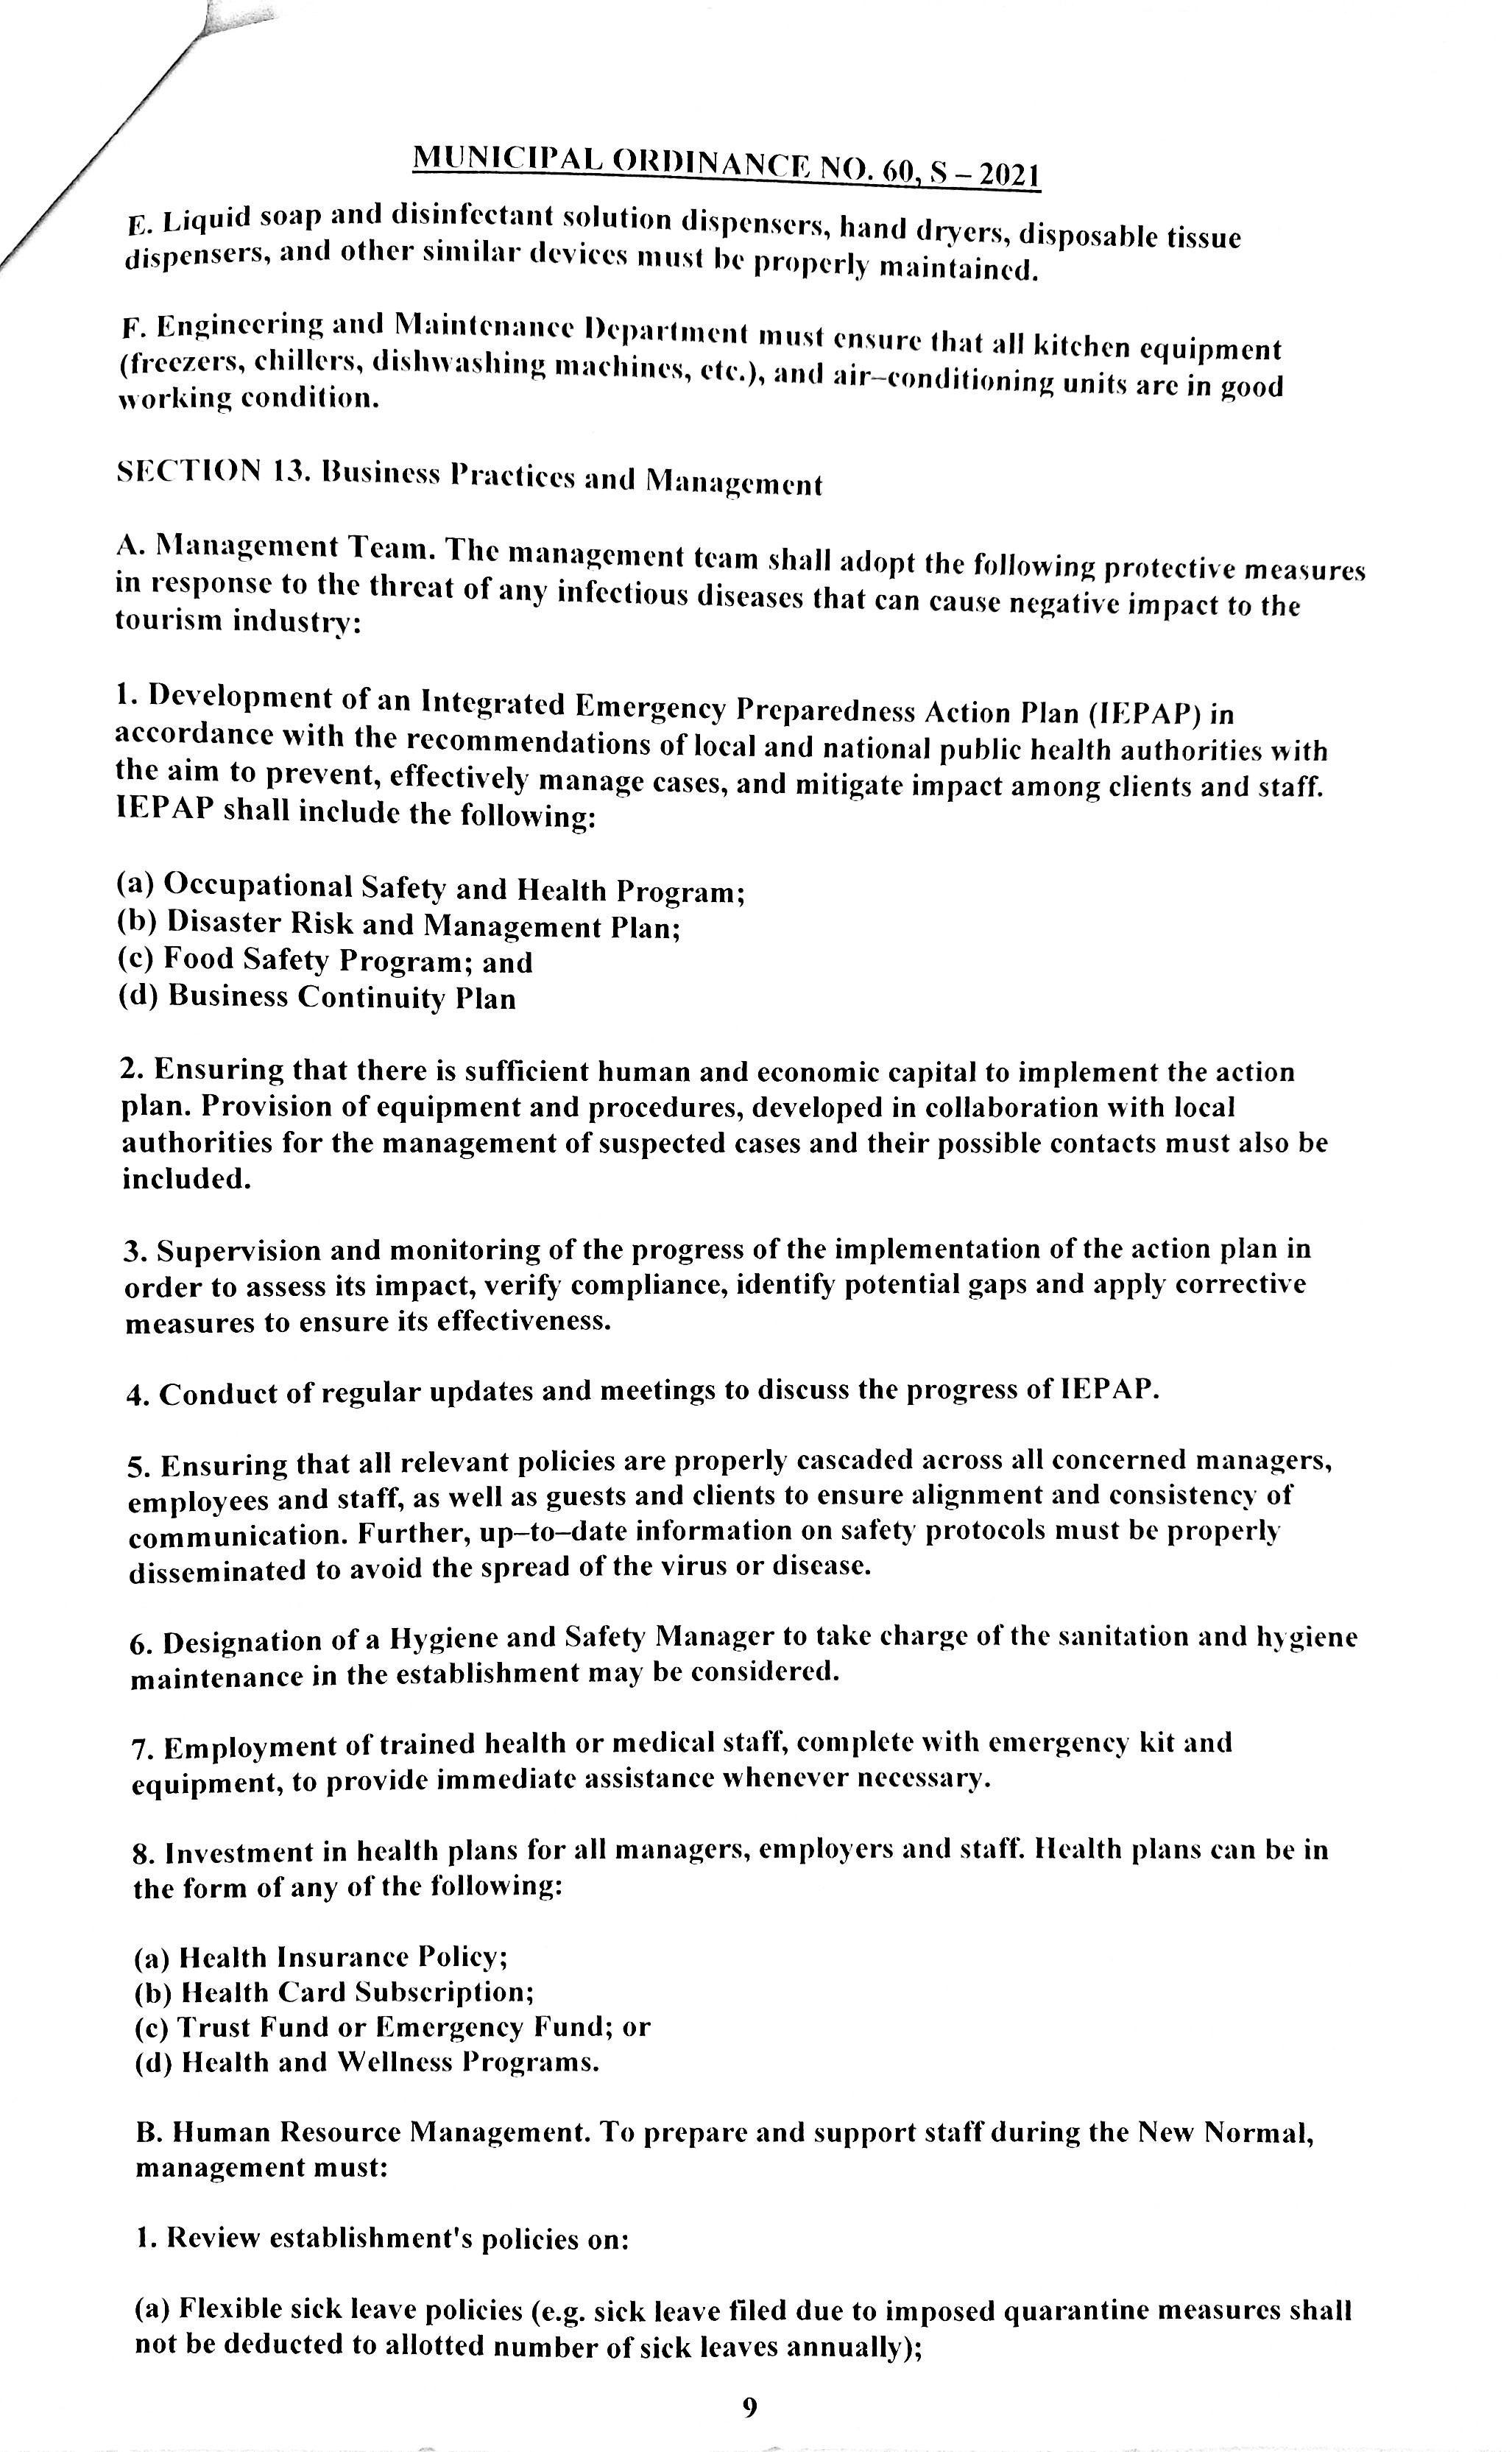 MUNICIPAL ORDINANCE NO. 60, S – 2021
E. Liquid soap and disinfectant solution dispensers, hand dryers, disposable tissue
dispensers, and other similar devices must be properly maintained.
F. Engineering and Maintenance Department must ensure that all kitchen equipment
(freezers, chillers, dishwashing machines, etc.), and air–conditioning units are in good
working condition.
SECTION 13. Business Practices and Management
A. Management Team. The management team shall adopt the following protective measures
in response to the threat of any infectious diseases that can cause negative impact to the
tourism industry:
1. Development of an Integrated Emergency Preparedness Action Plan (IEPAP) in
accordance with the recommendations of local and national public health authorities with
the aim to prevent, effectively manage cases, and mitigate impact among clients and staff.
IEPAP shall include the following:
(a) Occupational Safety and Health Program;
(b) Disaster Risk and Management Plan;
(c) Food Safety Program; and
(d) Business Continuity Plan
2. Ensuring that there is sufficient human and economic capital to implement the action
plan. Provision of equipment and procedures, developed in collaboration with local
authorities for the management of suspected cases and their possible contacts must also be
included.
3. Supervision and monitoring of the progress of the implementation of the action plan in
order to assess its impact, verify compliance, identify potential gaps and apply corrective
measures to ensure its effectiveness.
4. Conduct of regular updates and meetings to discuss the progress of IEPAP.
5. Ensuring that all relevant policies are properly cascaded across all concerned managers,
employees and staff, as well as guests and clients to ensure alignment and consistency of
communication. Further, up–to–date information on safety protocols must be properly
disseminated to avoid the spread of the virus or disease.
6. Designation of a Hygiene and Safety Manager to take charge of the sanitation and hygiene
maintenance in the establishment may be considered.
7. Employment of trained health or medical staff, complete with emergency kit and
equipment, to provide immediate assistance whenever necessary.
8. Investment in health plans for all managers, employers and staff. Health plans can be in
the form of any of the following:
(a) Health Insurance Policy;
(b) Health Card Subscription;
(c) Trust Fund or Emergency Fund; or
(d) Health and Wellness Programs.
B. Human Resource Management. To prepare and support staff during the New Normal,
management must:
1. Review establishment's policies on:
(a) Flexible sick leave policies (e.g. sick leave filed due to imposed quarantine measures shall
not be deducted to allotted number of sick leaves annually);
9